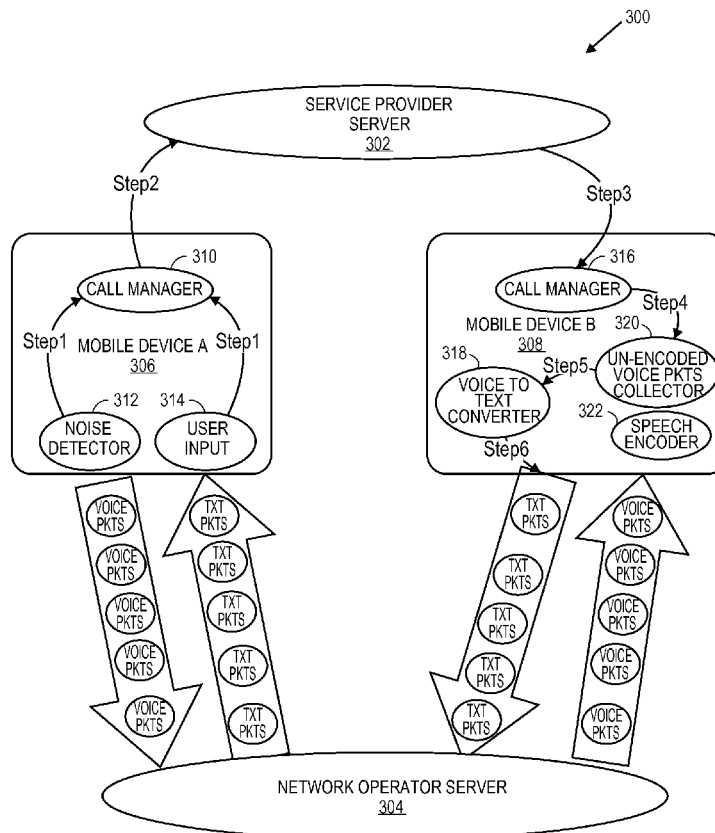 300
SERVICE PROVIDER
SERVER
302
Step2
Step3
310
CALL MANAGER
Step1
Step1
MOBILE DEVICE A
306
312
314
NOISE
DETECTOR
USER
INPUT
316
CALL MANAGER
Step4
MOBILE DEVICE B
308
320
318
Step5
UN-ENCODED
VOICE PKTS
COLLECTOR
VOICE TO
TEXT
CONVERTER
322
SPEECH
ENCODER
Step6
VOICE
PKTS
VOICE
PKTS
VOICE
PKTS
VOICE
PKTS
VOICE
PKTS
TXT
PKTS
TXT
PKTS
TXT
PKTS
TXT
PKTS
TXT
PKTS
TXT
PKTS
TXT
PKTS
TXT
PKTS
TXT
PKTS
TXT
PKTS
VOICE
PKTS
VOICE
PKTS
VOICE
PKTS
VOICE
PKTS
VOICE
PKTS
NETWORK OPERATOR SERVER
304